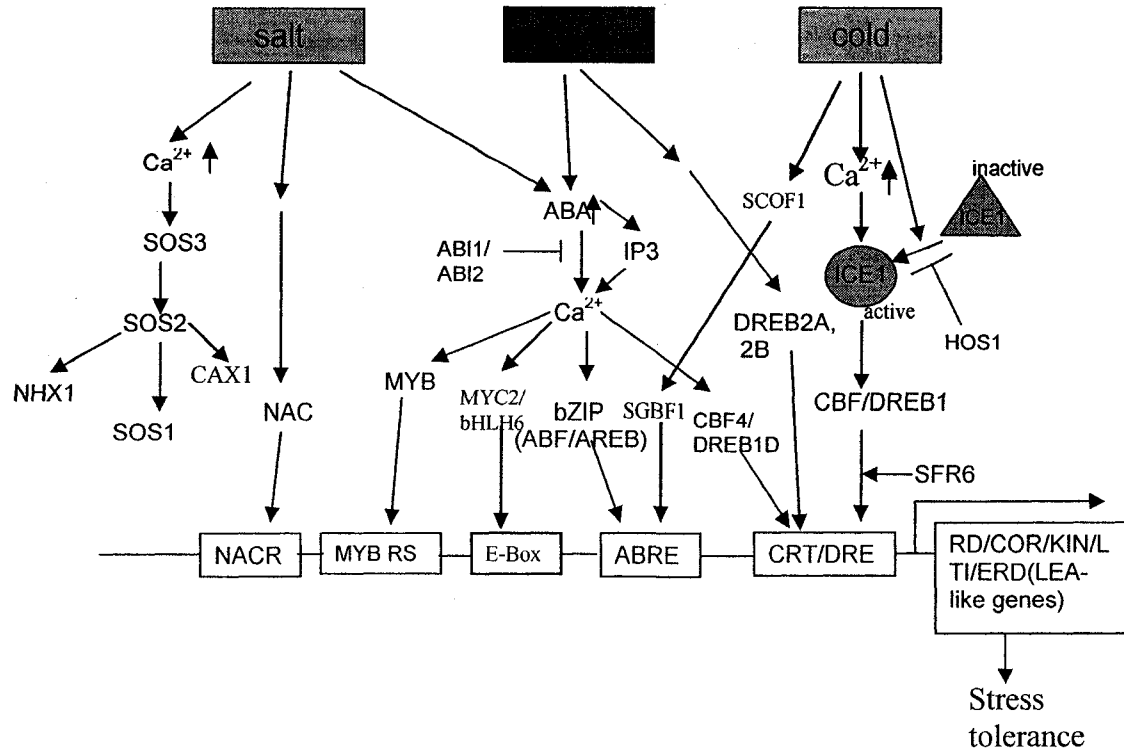 salt
cold
Ca2+
SOS3
SOS2
NHX1
CAX1
SOS1
NAC
ABA
IP3
ABI1/
ABI2
Ca2+
MYB
MYC2/
bHLH6
bZIP
(ABF/AREB)
SGBF1
CBF4/
DREB1D
SCOF1
DREB2A,
2B
Ca2+
inactive
ICE1
ICE1
active
HOS1
CBF/DREB1
SFR6
NACR
MYB RS
E-Box
ABRE
CRT/DRE
RD/COR/KIN/L
TI/ERD(LEA-
like genes)
Stress
tolerance